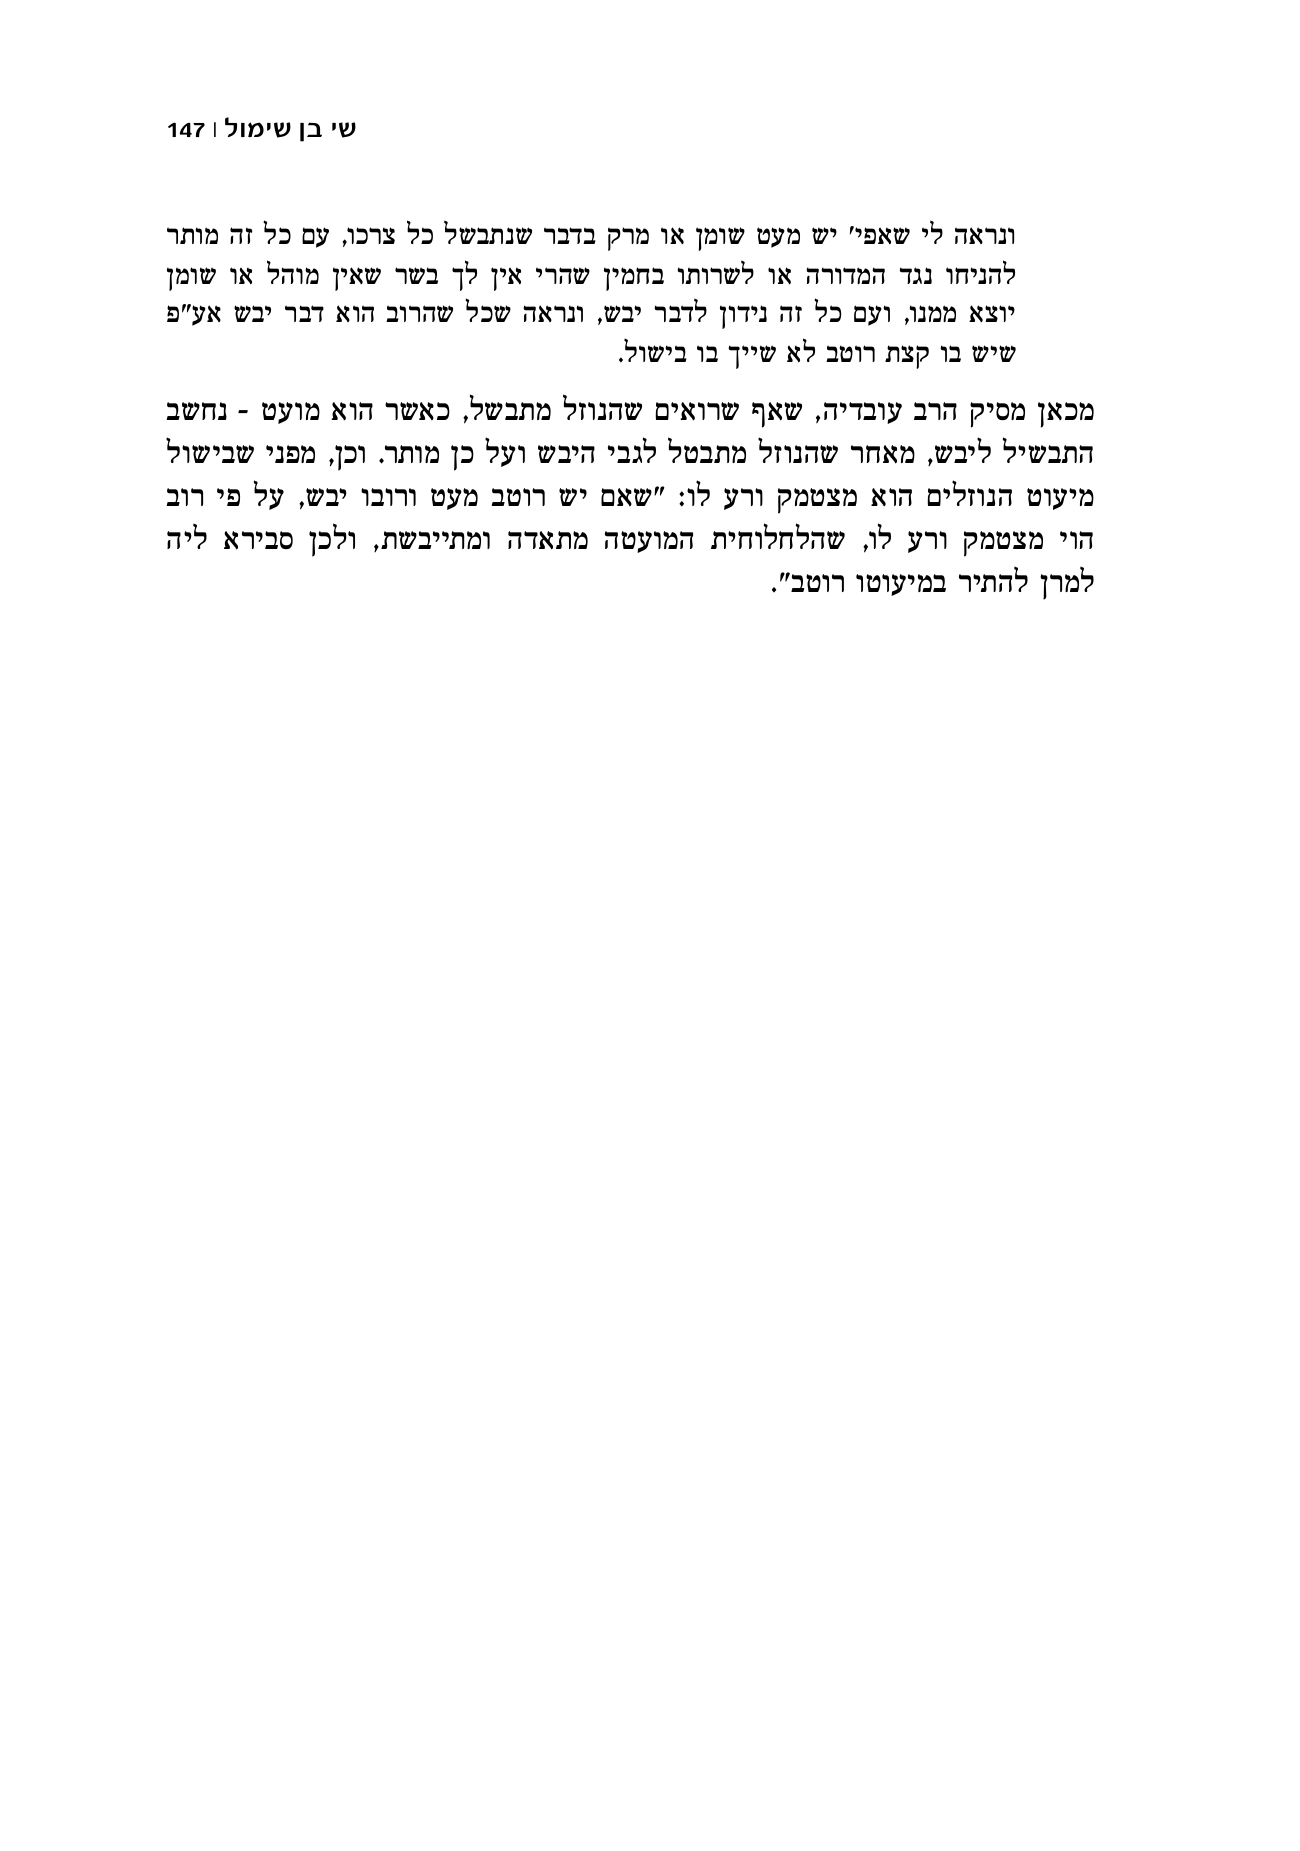 שי בן שימול | 147
ונראה לי שאפי' יש מעט שומן או מרק בדבר שנתבשל כל צרכו, עם כל זה מותר
להניחו נגד המדורה או לשרותו בחמין שהרי אין לך בשר שאין מוהל או שומן
יוצא ממנו, ועם כל זה נידון לדבר יבש, ונראה שכל שהרוב הוא דבר יבש אע"פ
שיש בו קצת רוטב לא שייך בו בישול.
מכאן מסיק הרב עובדיה, שאף שרואים שהנוזל מתבשל, כאשר הוא מועט - נחשב
התבשיל ליבש, מאחר שהנוזל מתבטל לגבי היבש ועל כן מותר. וכן, מפני שבישול
מיעוט הנוזלים הוא מצטמק ורע לו: "שאם יש רוטב מעט ורובו יבש, על פי רוב
הוי מצטמק ורע לו, שהלחלוחית המועטה מתאדה ומתייבשת, ולכן סבירא ליה
למרן להתיר במיעוטו רוטב".